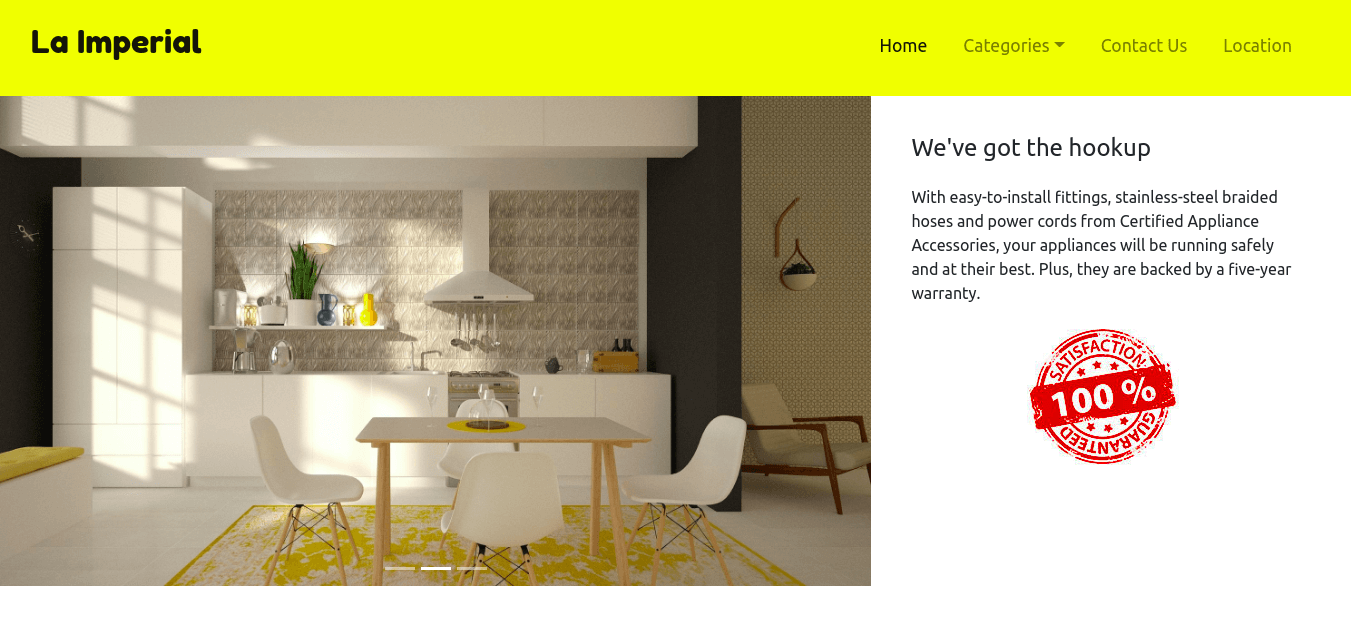 La Imperial
Home Categories Contact Us Location
We've got the hookup
With easy-to-install fittings, stainless-steel braided
hoses and power cords from Certified Appliance
Accessories, your appliances will be running safely
and at their best. Plus, they are backed by a five-year
warranty.
SATISFACTION
100 %
GUARANTEED